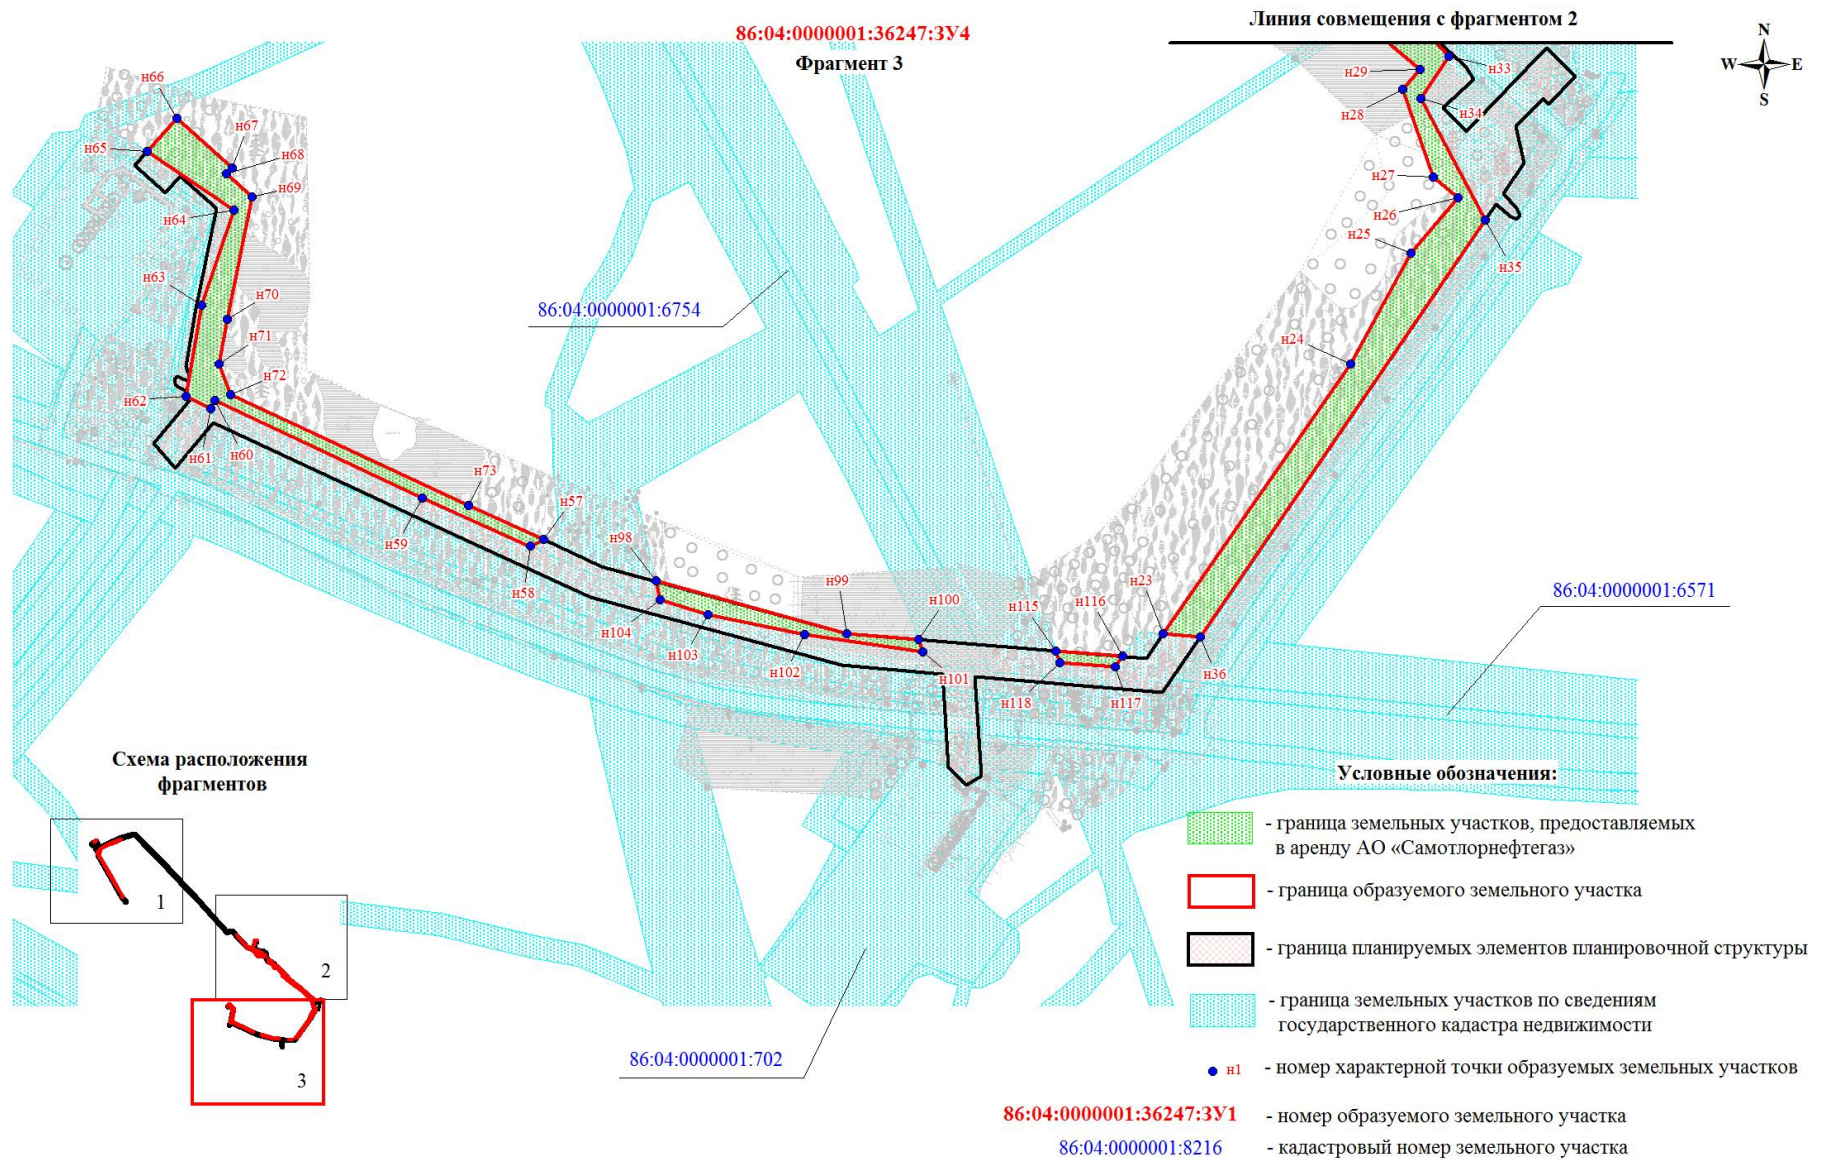 Линия совмещения с фрагментом 2
86:04:0000001:36247:ЗУ4
Фрагмент 3
N
W E
S
н66
н67
н65
н68
н69
н64
н63
н70
н71
н72
н62
н61
н60
н73
н57
н59
н58
н98
н99
н100
н104
н103
н102
н101
н115
н116
н23
н118
н117
н36
н24
н25
н26
н27
н28
н29
н33
н34
н35
86:04:0000001:6754
86:04:0000001:6571
86:04:0000001:702
Схема расположения
фрагментов
1
2
3
Условные обозначения:
- граница земельных участков, предоставляемых
в аренду АО «Самотлорнефтегаз»
- граница образуемого земельного участка
- граница планируемых элементов планировочной структуры
- граница земельных участков по сведениям
государственного кадастра недвижимости
н1 - номер характерной точки образуемых земельных участков
86:04:0000001:36247:ЗУ1 - номер образуемого земельного участка
86:04:0000001:8216 - кадастровый номер земельного участка